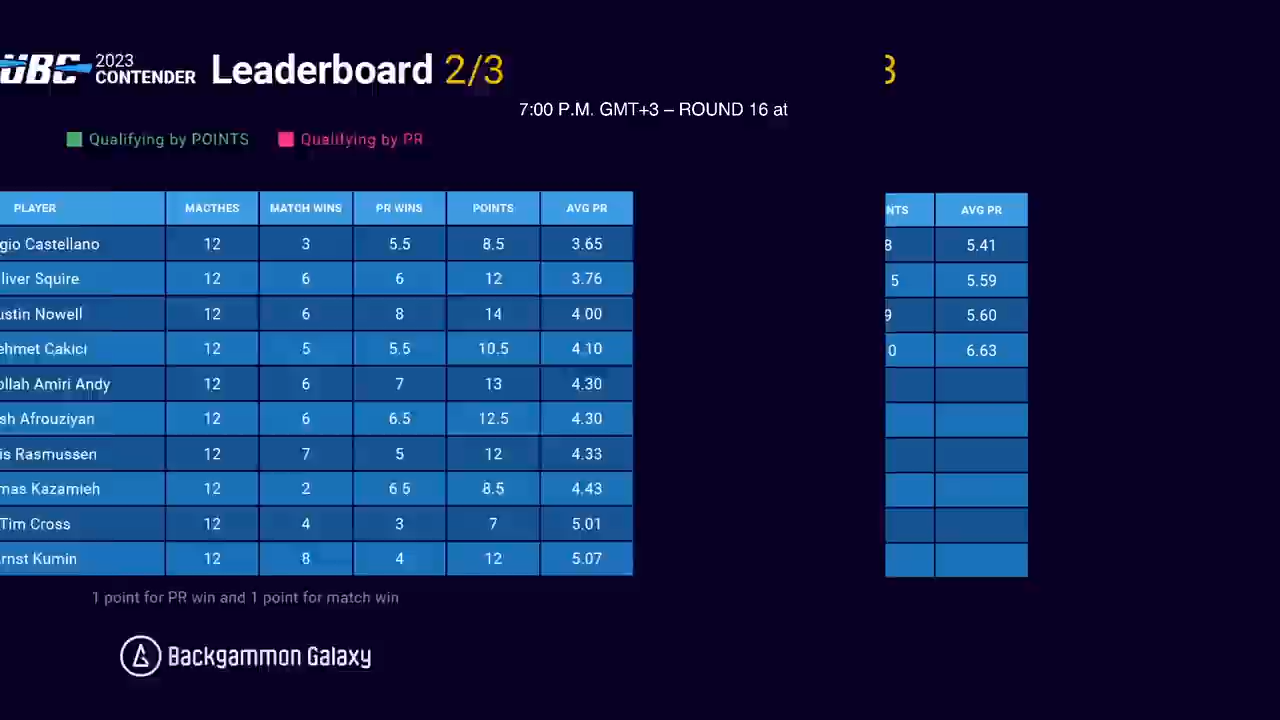 UBC 2023 CONTENDER Leaderboard 2/3
7:00 P.M. GMT+3 – ROUND 16 at
Qualifying by POINTS Qualifying by PR
PLAYER MACTHES MATCH WINS PR WINS POINTS AVG PR
gio Castellano 12 3 5.5 8.5 3.65
liver Squire 12 6 6 12 3.76
ustin Nowell 12 6 8 14 4.00
ehmet Cakici 12 5 5.5 10.5 4.10
ollah Amiri Andy 12 6 7 13 4.30
sh Afrouziyan 12 6 6.5 12.5 4.30
is Rasmussen 12 7 5 12 4.33
mas Kazamieh 12 2 6 5 8.5 4.43
Tim Cross 12 4 3 7 5.01
rnst Kumin 12 8 4 12 5.07
1 point for PR win and 1 point for match win
Backgammon Galaxy
3
NTS AVG PR
8 5.41
5 5.59
9 5.60
0 6.63